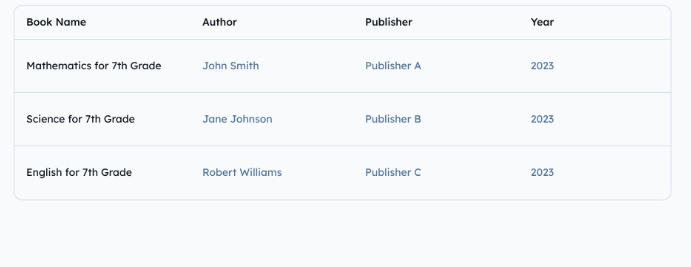 Book Name Author Publisher Year
Mathematics for 7th Grade John Smith Publisher A 2023
Science for 7th Grade Jane Johnson Publisher B 2023
English for 7th Grade Robert Williams Publisher C 2023